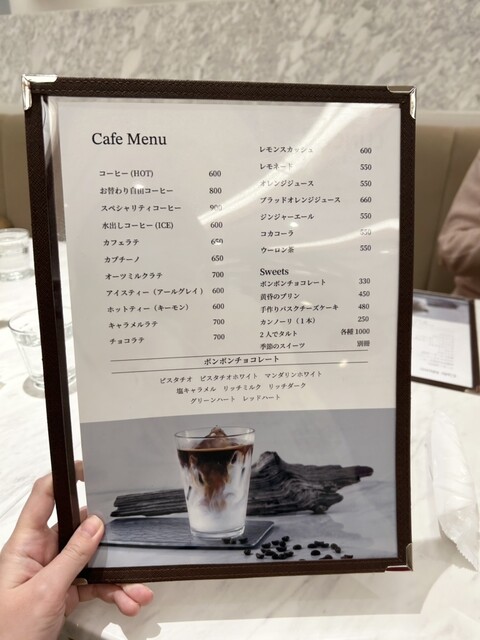 Cafe Menu
コーヒー (HOT) 600
お替わり自由コーヒー 800
スペシャリティコーヒー 900
水出しコーヒー (ICE) 600
カフェラテ 650
カプチーノ 650
オーツミルクラテ 700
アイスティー（アールグレイ） 600
ホットティー（キーモン） 600
キャラメルラテ 700
チョコラテ 700
レモンスカッシュ 600
レモネード 550
オレンジジュース 550
ブラッドオレンジジュース 660
ジンジャーエール 550
コカコーラ 550
ウーロン茶 550
Sweets
ボンボンチョコレート 330
黄昏のプリン 450
手作りバスクチーズケーキ 480
カンノーリ（1本） 250
2人でタルト 各種 1000
季節のスイーツ 別冊
ボンボンチョコレート
ピスタチオ ピスタチオホワイト マンダリンホワイト
塩キャラメル リッチミルク リッチダーク
グリーンハート レッドハート